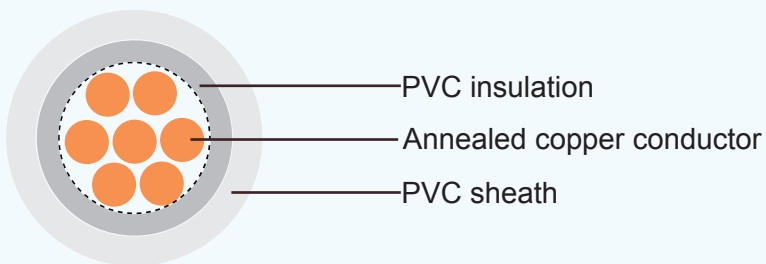 PVC insulation
Annealed copper conductor
PVC sheath